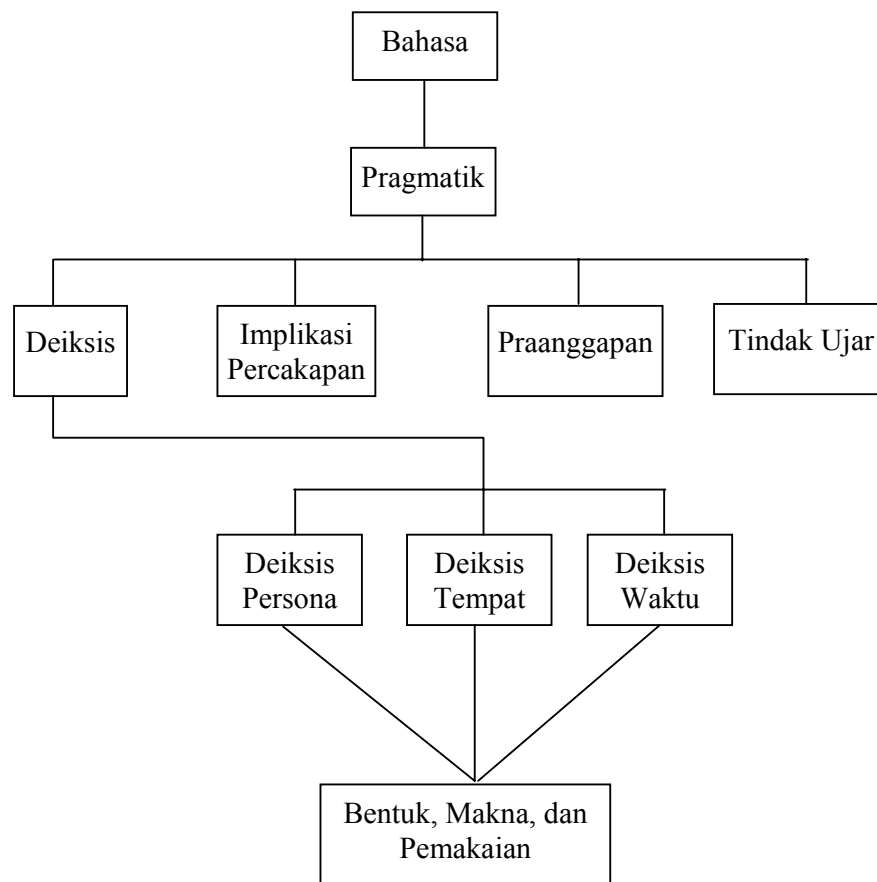 Bahasa
Pragmatik
Deiksis
Implikasi
Percakapan
Praanggapan
Tindak Ujar
Deiksis
Persona
Deiksis
Tempat
Deiksis
Waktu
Bentuk, Makna, dan
Pemakaian